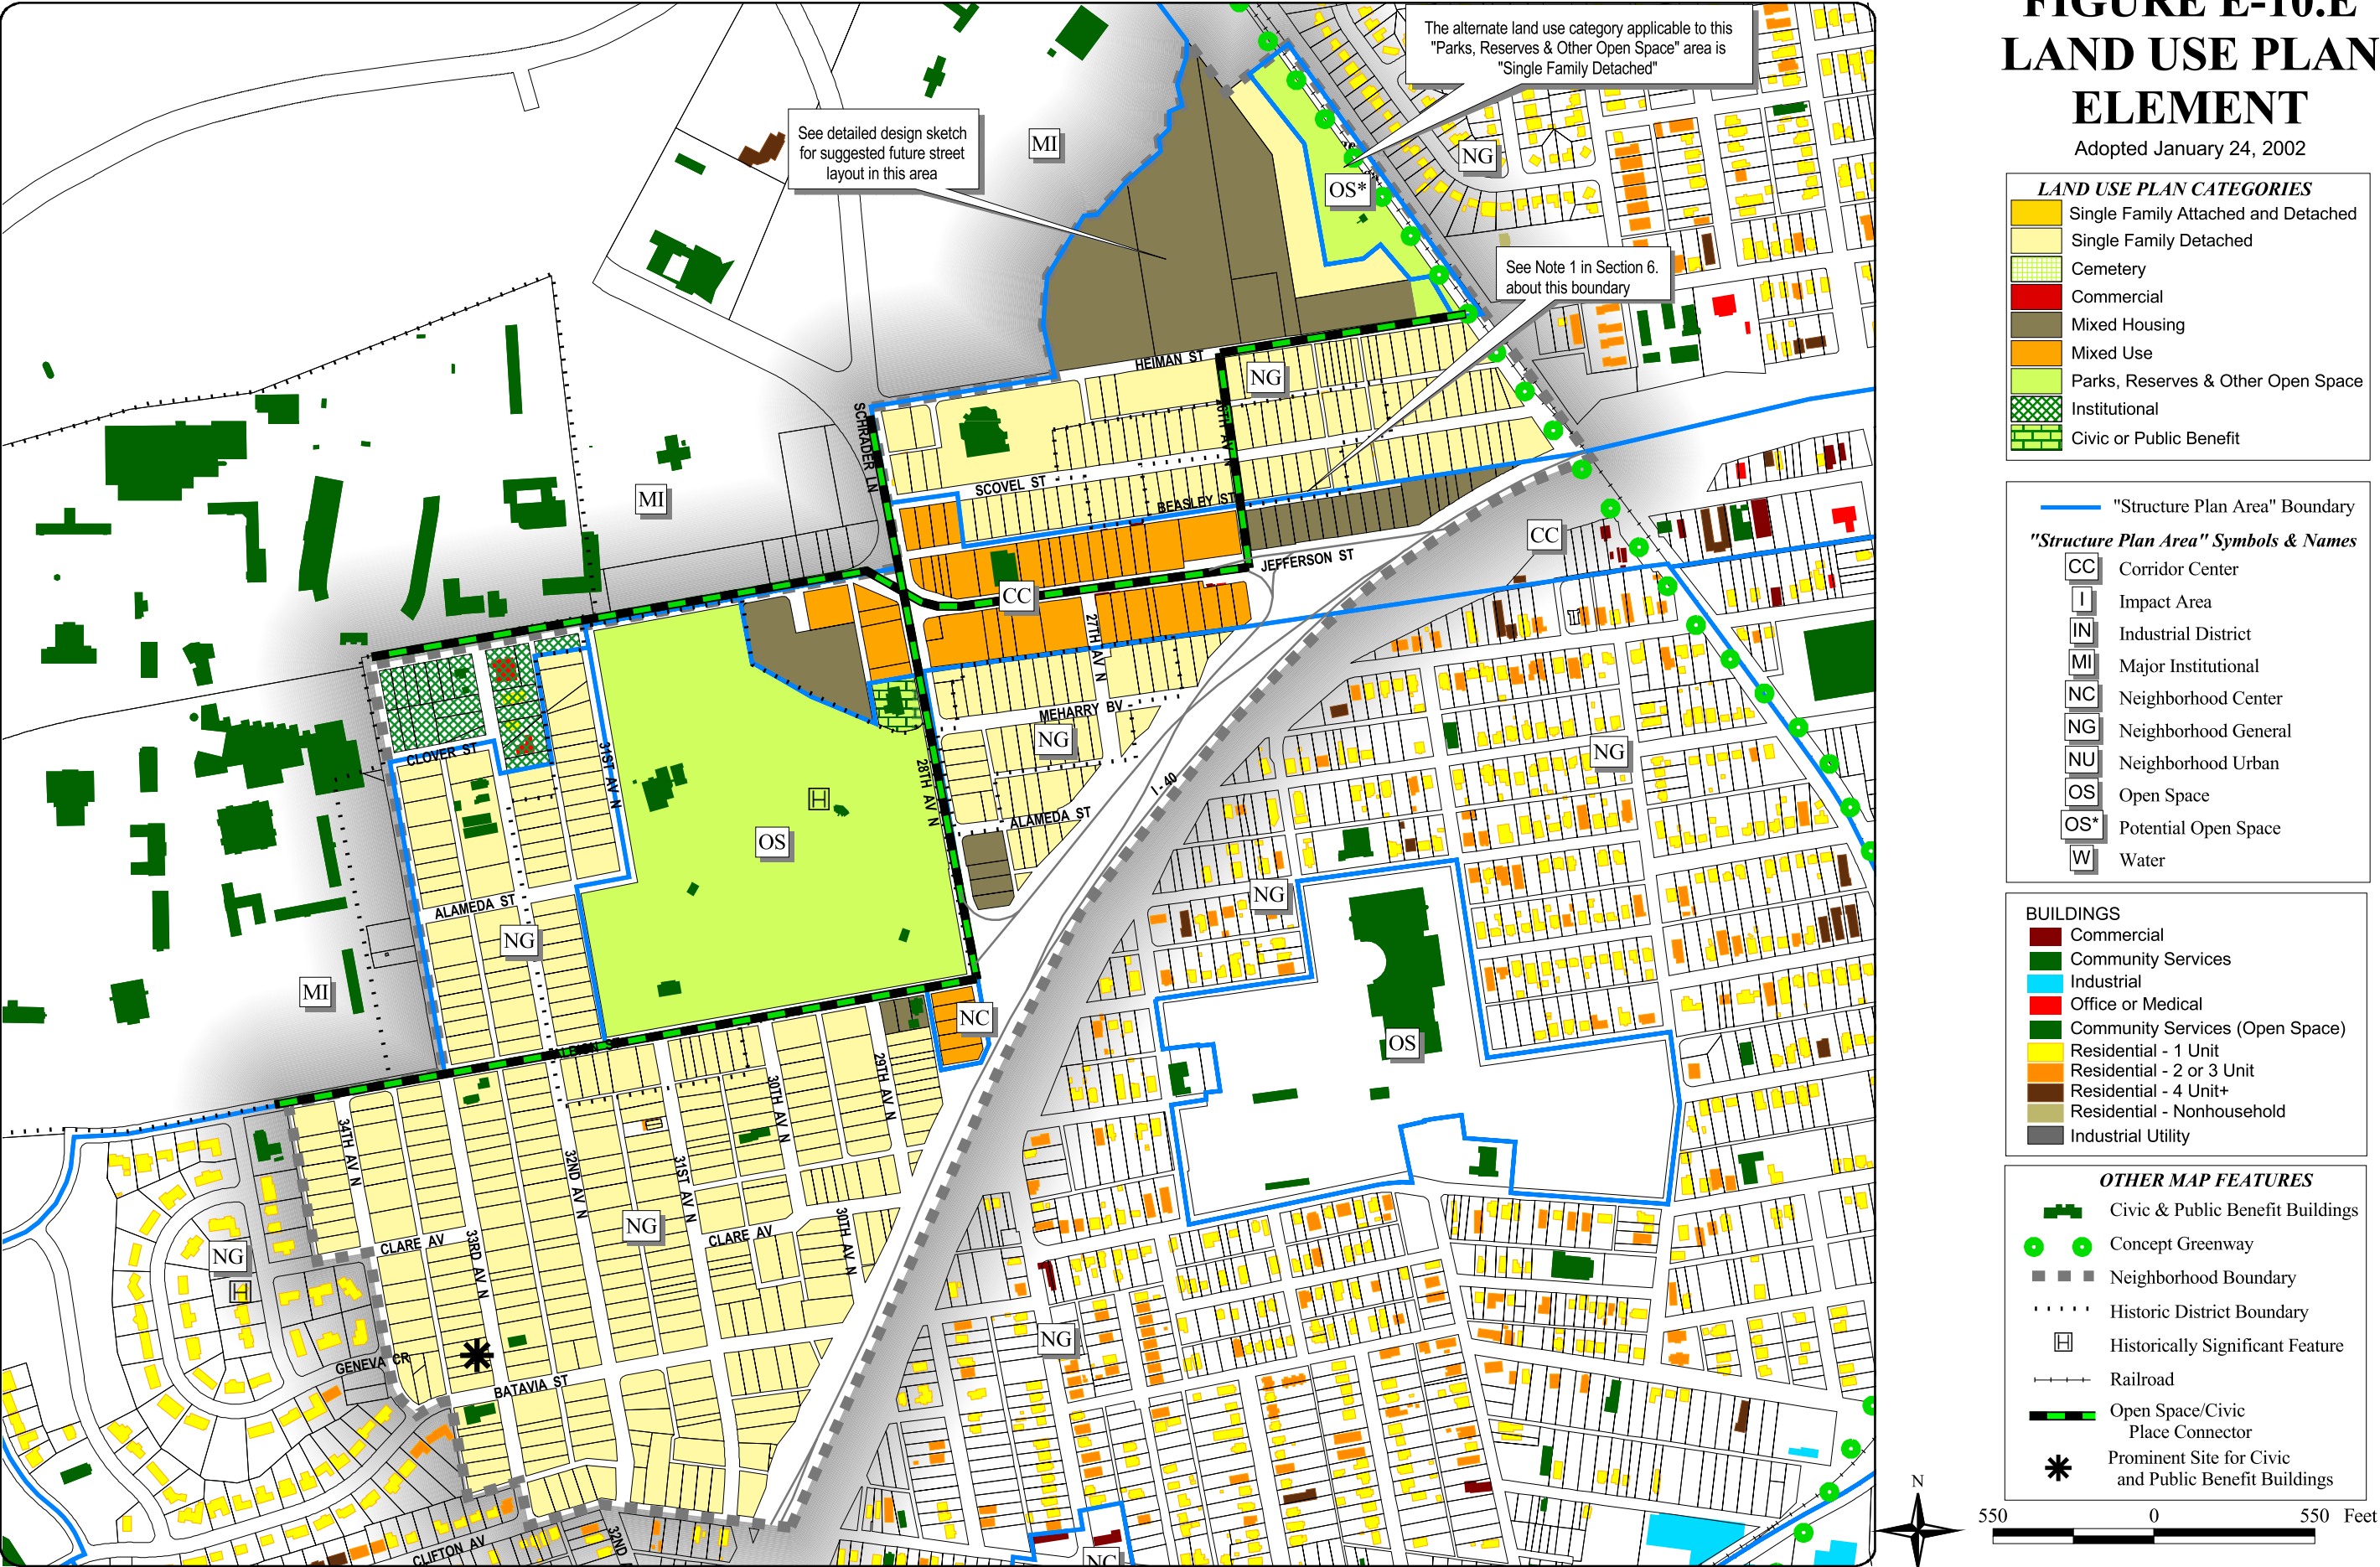 FIGURE E-10.E
LAND USE PLAN
ELEMENT
Adopted January 24, 2002
LAND USE PLAN CATEGORIES
Single Family Attached and Detached
Single Family Detached
Cemetery
Commercial
Mixed Housing
Mixed Use
Parks, Reserves & Other Open Space
Institutional
Civic or Public Benefit
"Structure Plan Area" Boundary
"Structure Plan Area" Symbols & Names
CC Corridor Center
I Impact Area
IN Industrial District
MI Major Institutional
NC Neighborhood Center
NG Neighborhood General
NU Neighborhood Urban
OS Open Space
OS* Potential Open Space
W Water
BUILDINGS
Commercial
Community Services
Industrial
Office or Medical
Community Services (Open Space)
Residential - 1 Unit
Residential - 2 or 3 Unit
Residential - 4 Unit+
Residential - Nonhousehold
Industrial Utility
OTHER MAP FEATURES
Civic & Public Benefit Buildings
Concept Greenway
Neighborhood Boundary
Historic District Boundary
H Historically Significant Feature
Railroad
Open Space/Civic
Place Connector
Prominent Site for Civic
and Public Benefit Buildings
N
550 0 550 Feet
The alternate land use category applicable to this
"Parks, Reserves & Other Open Space" area is
"Single Family Detached"
See detailed design sketch
for suggested future street
layout in this area
See Note 1 in Section 6.
about this boundary
MI
NG
OS*
HEIMAN ST
NG
SCHRADER LN
SCOVEL ST
BEASLEY ST
MI
CC
JEFFERSON ST
CC
27TH AV N
MEHARRY BV
NG
NG
CLOVER ST
31ST AV N
28TH AV N
I - 40
H
ALAMEDA ST
OS
NG
ALAMEDA ST
NG
MI
NC
OS
29TH AV N
30TH AV N
34TH AV N
32ND AV N
31ST AV N
NG
CLARE AV
CLARE AV
30TH AV N
33RD AV N
NG
H
NG
GENEVA CR
BATAVIA ST
CLIFTON AV
32ND
NC